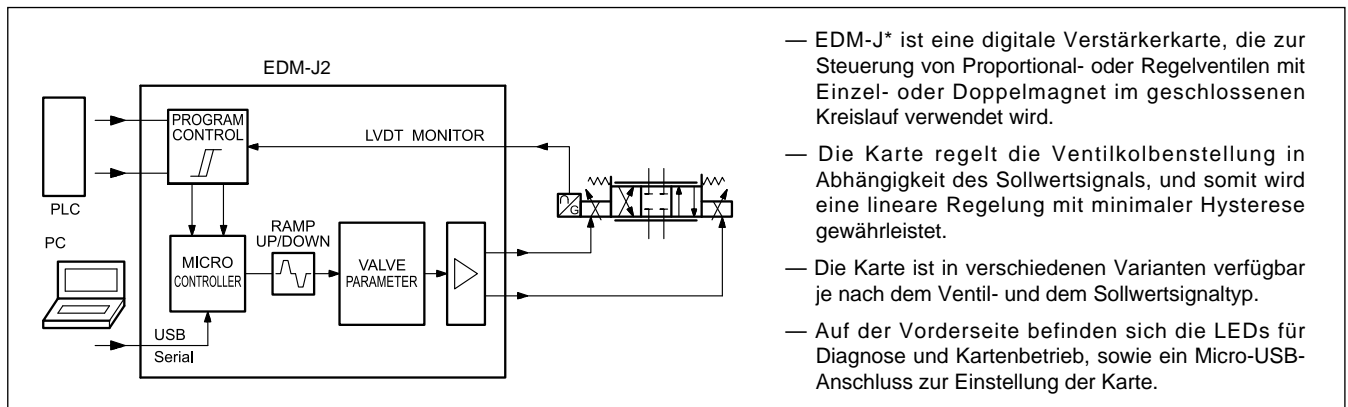 EDM-J2
PROGRAM
CONTROL
LVDT MONITOR
PLC
PC
RAMP
UP/DOWN
MICRO
CONTROLLER
VALVE
PARAMETER
G
USB
Serial
— EDM-J* ist eine digitale Verstärkerkarte, die zur
Steuerung von Proportional- oder Regelventilen mit
Einzel- oder Doppelmagnet im geschlossenen
Kreislauf verwendet wird.
— Die Karte regelt die Ventilkolbenstellung in
Abhängigkeit des Sollwertsignals, und somit wird
eine lineare Regelung mit minimaler Hysterese
gewährleistet.
— Die Karte ist in verschiedenen Varianten verfügbar
je nach dem Ventil- und dem Sollwertsignaltyp.
— Auf der Vorderseite befinden sich die LEDs für
Diagnose und Kartenbetrieb, sowie ein Micro-USB-
Anschluss zur Einstellung der Karte.